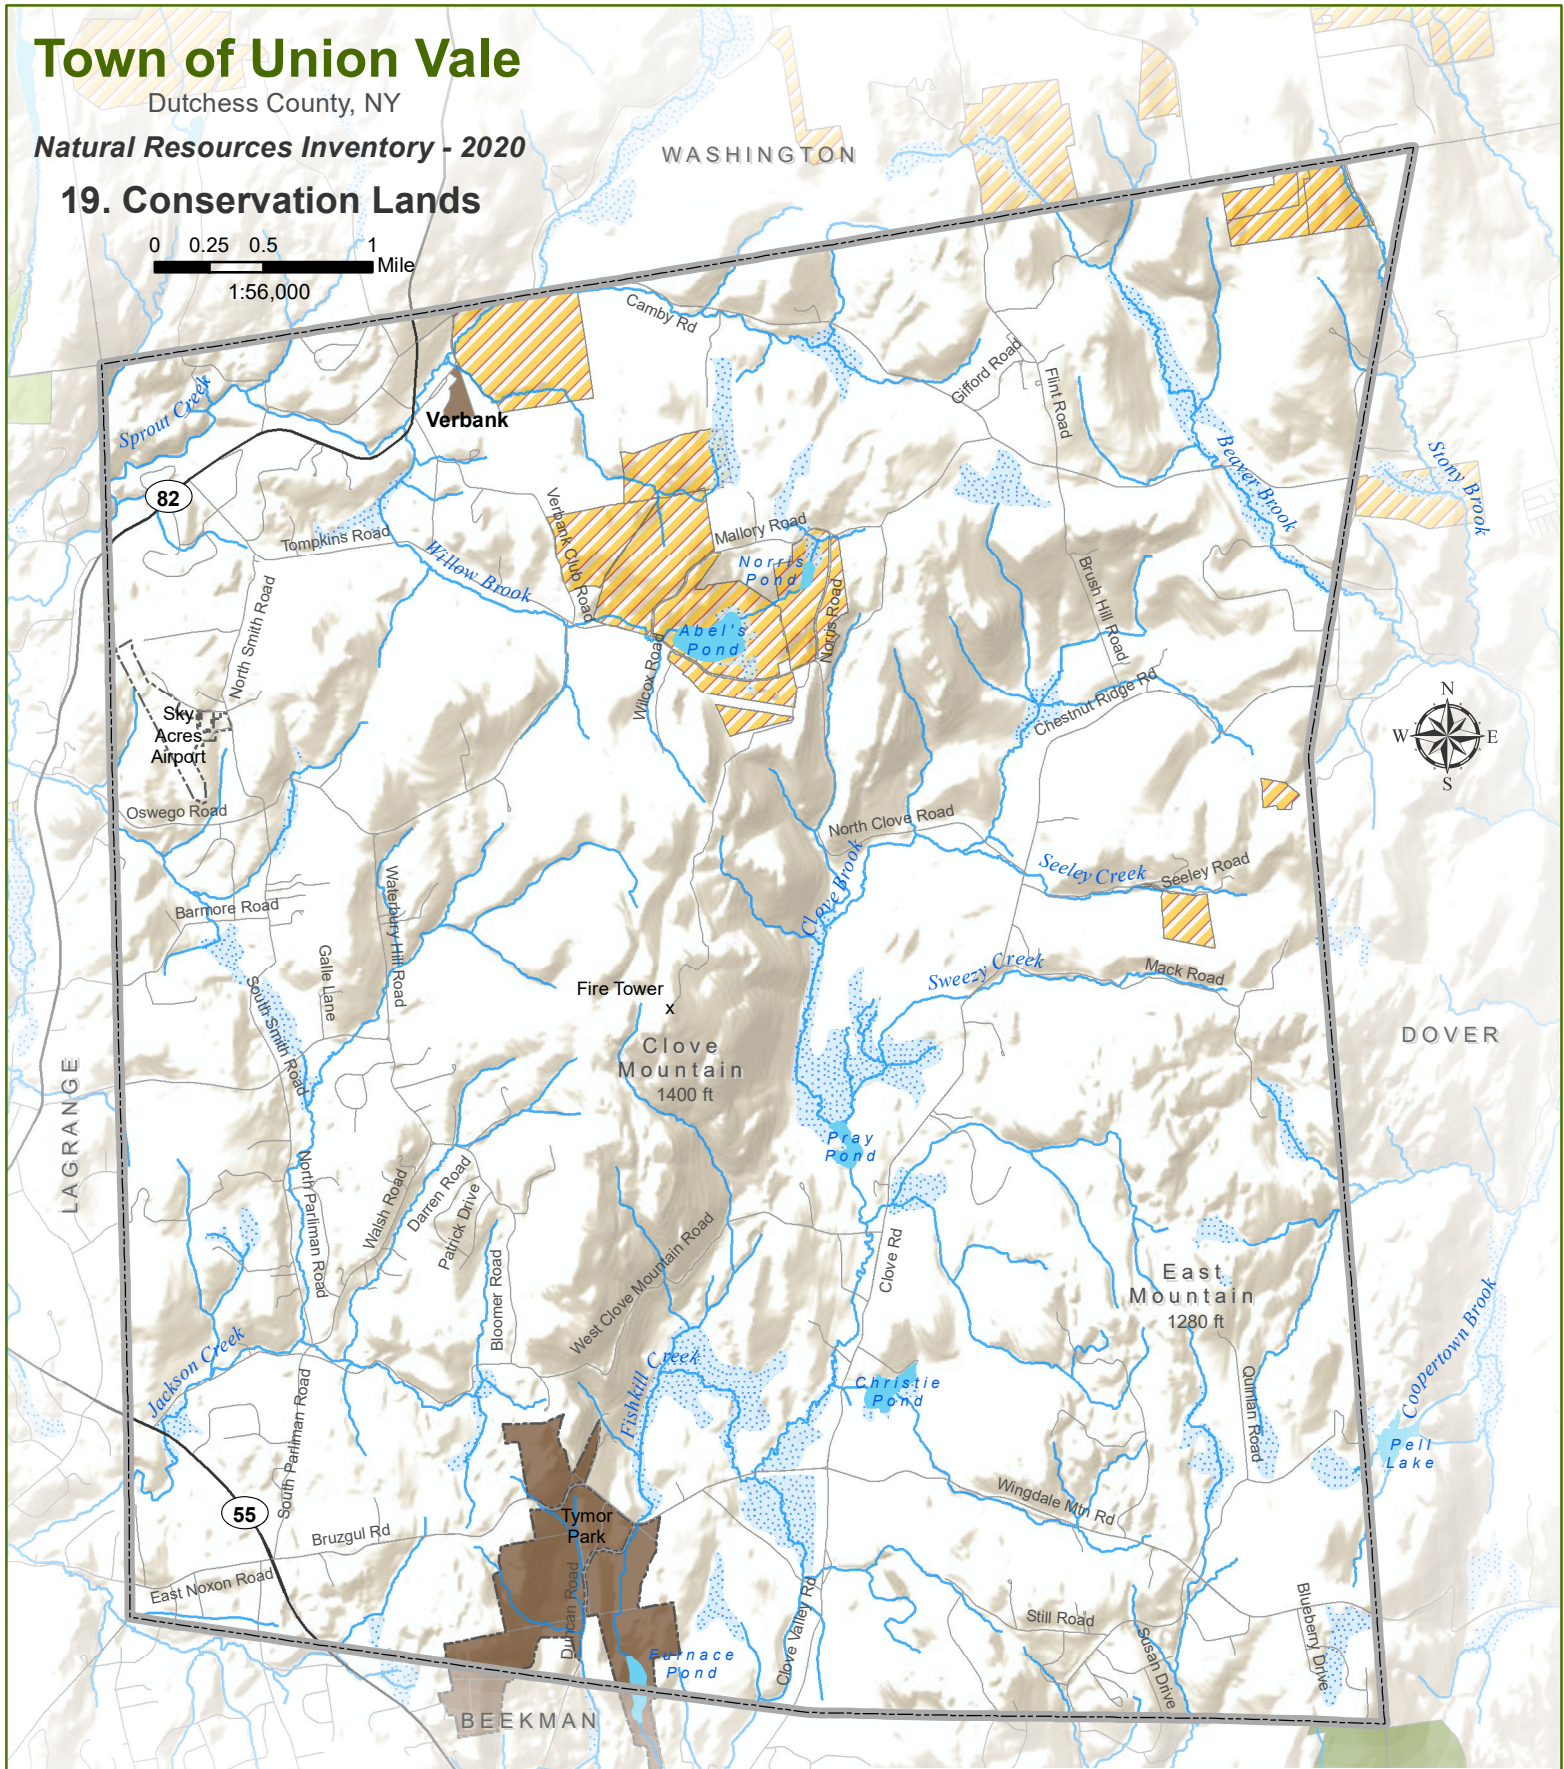 Town of Union Vale
Dutchess County, NY
Natural Resources Inventory - 2020
19. Conservation Lands
0 0.25 0.5 1
Mile
1:56,000
WASHINGTON
Camby Rd
Gifford Road
Flint Road
Sprout Creek
Verbank
Beaver Brook
Stony Brook
82
Tompkins Road
Willow Brook
Verbank Club Road
Mallory Road
Norris
Pond
Norris Road
Brush Hill Road
North Smith Road
Abel's
Pond
Wilcox Road
Chestnut Ridge Rd
Sky
Acres
Airport
N
W E
S
Oswego Road
North Clove Road
Clove Brook
Seeley Creek
Seeley Road
Waterbury Hill Road
Barmore Road
Galle Lane
South Smith Road
Sweezy Creek
Mack Road
Fire Tower
x
Clove
Mountain
1400 ft
DOVER
LAGRANGE
Pray
Pond
North Parliman Road
Walsh Road
Darren Road
Patrick Drive
Bloomer Road
West Clove Mountain Road
Clove Rd
East
Mountain
1280 ft
Jackson Creek
Fishkill Creek
Christie
Pond
Quinlan Road
Coopertown Brook
Pell
Lake
South Parliman Road
55
Bruzgul Rd
Tymor
Park
Wingdale Mtn Rd
East Noxon Road
Duncan Road
Clove Valley Rd
Still Road
Susan Drive
Blueberry Drive
Furnace
Pond
BEEKMAN